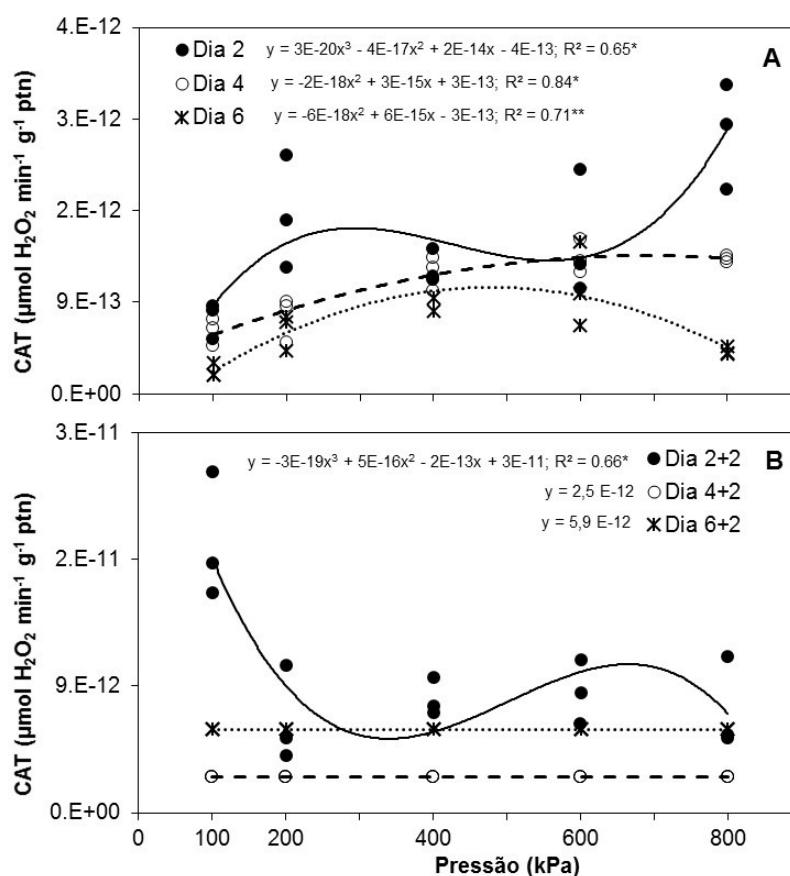 4.E-12
A
● Dia 2 y = 3E-20x³ - 4E-17x² + 2E-14x - 4E-13; R² = 0.65*
○ Dia 4 y = -2E-18x² + 3E-15x + 3E-13; R² = 0.84*
Dia 6 y = -6E-18x² + 6E-15x - 3E-13; R² = 0.71**
3.E-12
2.E-12
9.E-13
0.E+00
CAT (µmol H₂O₂ min⁻¹ g⁻¹ ptn)
3.E-11
B
y = -3E-19x³ + 5E-16x² - 2E-13x + 3E-11; R² = 0.66* ● Dia 2+2
y = 2,5 E-12 ○ Dia 4+2
y = 5,9 E-12 Dia 6+2
2.E-11
9.E-12
0.E+00
CAT (µmol H₂O₂ min⁻¹ g⁻¹ ptn)
0 100 200 400 600 800
Pressão (kPa)